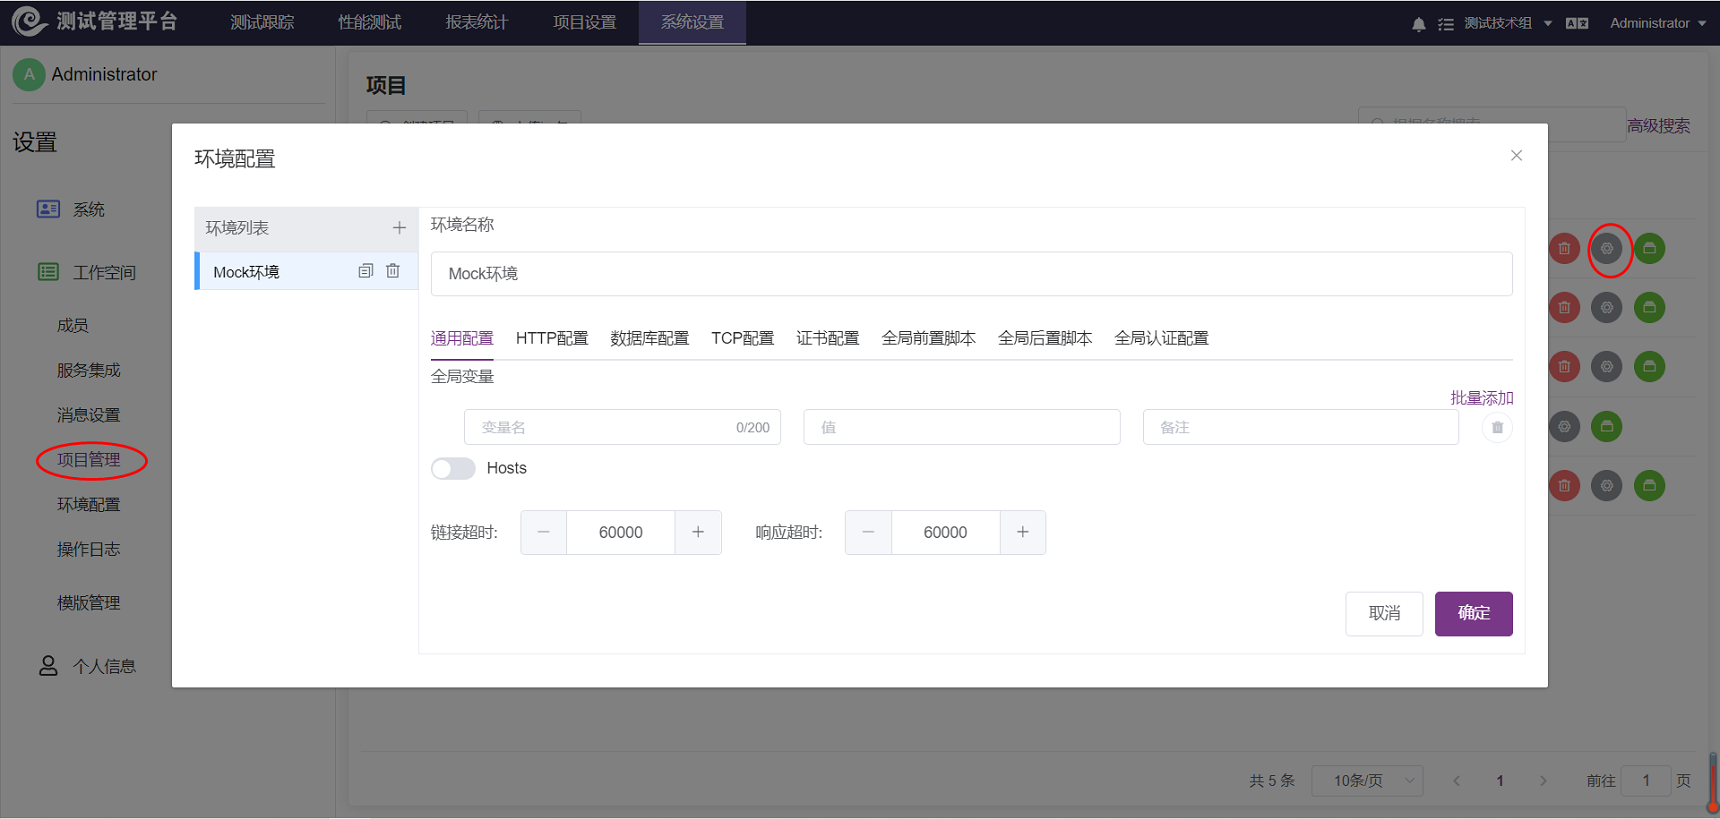 测试管理平台 测试跟踪 性能测试 报表统计 项目设置 系统设置 测试技术组 Administrator
A Administrator
项目
高级搜索
设置
系统
工作空间
成员
服务集成
消息设置
项目管理
环境配置
操作日志
模版管理
个人信息
环境配置
环境列表
Mock环境
环境名称
Mock环境
通用配置 HTTP配置 数据库配置 TCP配置 证书配置 全局前置脚本 全局后置脚本 全局认证配置
全局变量
批量添加
变量名 0/200 值 备注
Hosts
链接超时: 60000 响应超时: 60000
取消 确定
共 5 条 10条/页 1 前往 1 页